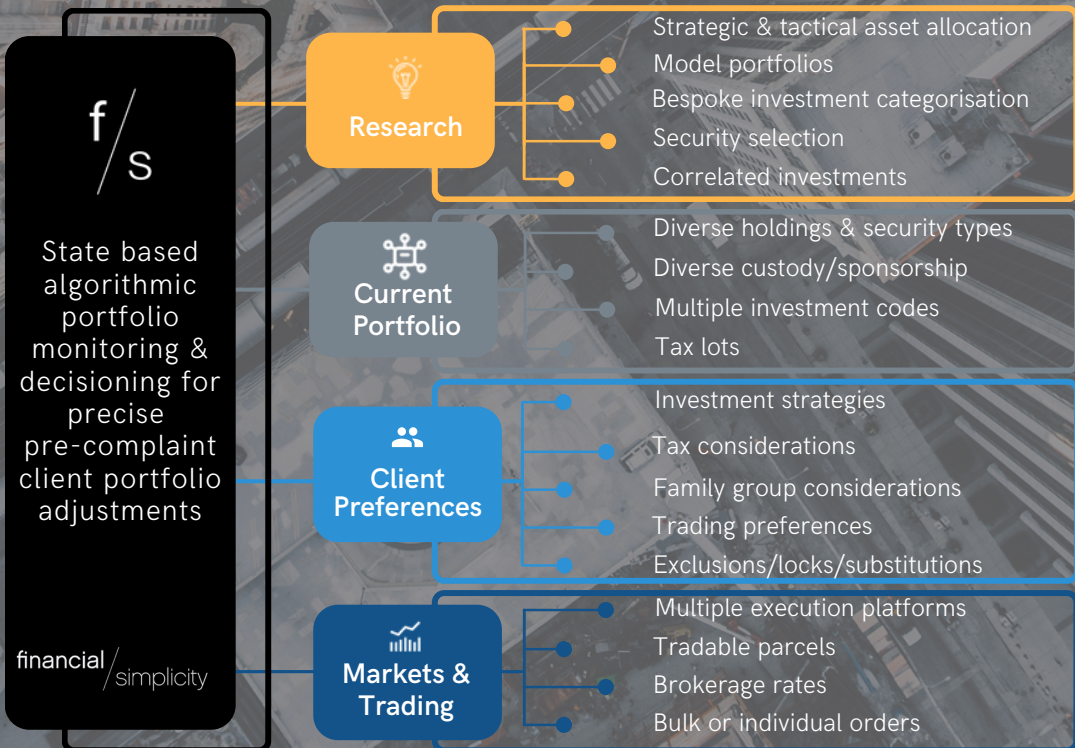 f/s
State based
algorithmic
portfolio
monitoring &
decisioning for
precise
pre-complaint
client portfolio
adjustments
financial/simplicity
Research
Strategic & tactical asset allocation
Model portfolios
Bespoke investment categorisation
Security selection
Correlated investments
Current
Portfolio
Diverse holdings & security types
Diverse custody/sponsorship
Multiple investment codes
Tax lots
Client
Preferences
Investment strategies
Tax considerations
Family group considerations
Trading preferences
Exclusions/locks/substitutions
Markets &
Trading
Multiple execution platforms
Tradable parcels
Brokerage rates
Bulk or individual orders